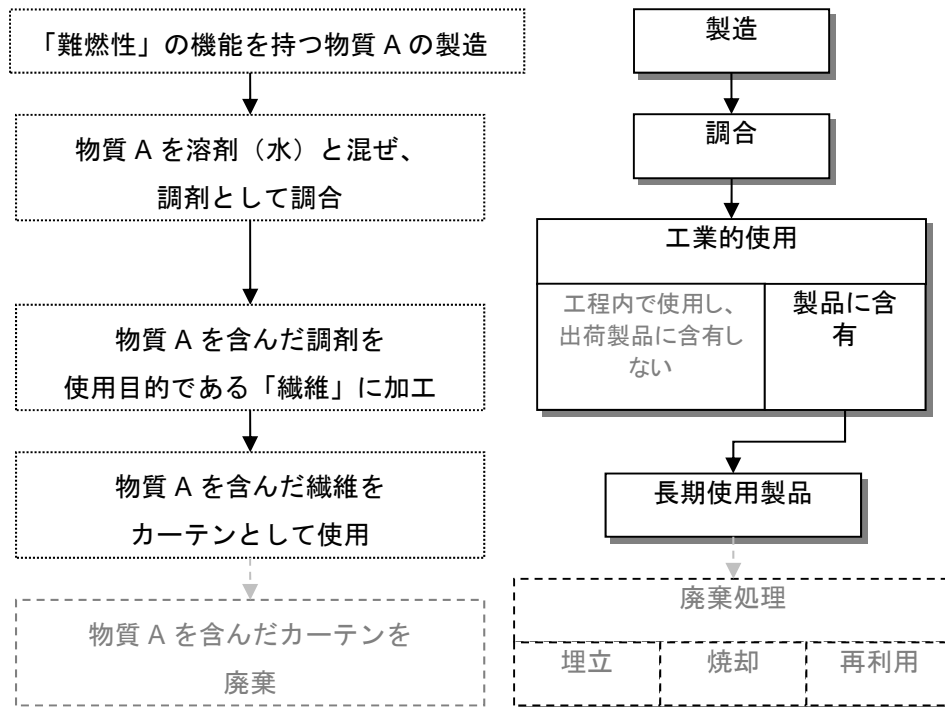 「難燃性」の機能を持つ物質 A の製造
物質 A を溶剤（水）と混ぜ、
調剤として調合
物質 A を含んだ調剤を
使用目的である「繊維」に加工
物質 A を含んだ繊維を
カーテンとして使用
物質 A を含んだカーテンを
廃棄
製造
調合
工業的使用
工程内で使用し、
出荷製品に含有し
ない
製品に含
有
長期使用製品
廃棄処理
埋立
焼却
再利用